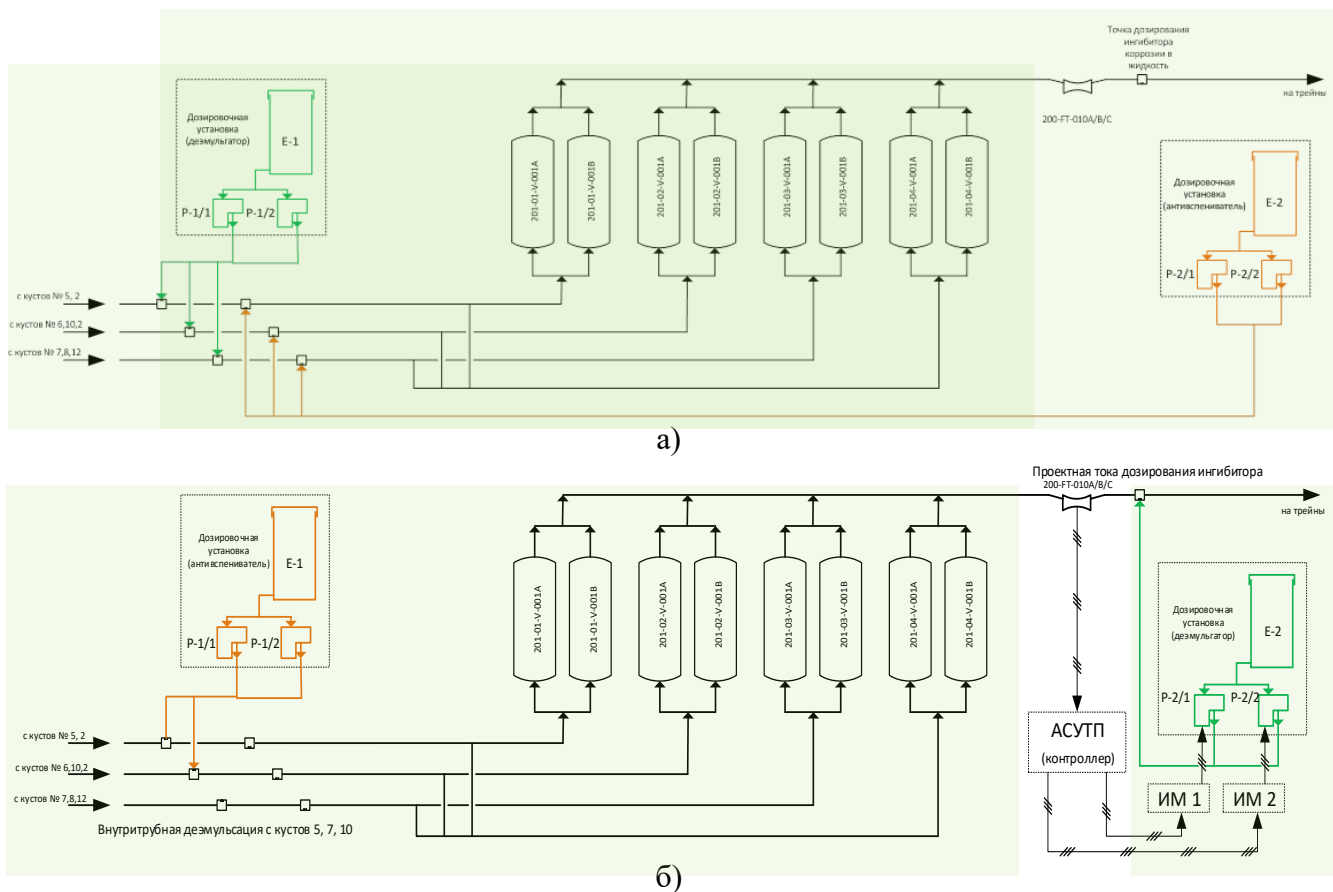 Точка дозирования
ингибитора
коррозии в
жидкость
на трейны
200-FT-010A/B/C
Дозировочная
установка
(деэмульгатор)
E-1
P-1/1
P-1/2
201-01-V-001A
201-01-V-001B
201-02-V-001A
201-02-V-001B
201-03-V-001A
201-03-V-001B
201-04-V-001A
201-04-V-001B
Дозировочная
установка
(антивспениватель)
E-2
P-2/1
P-2/2
с кустов № 5, 2
с кустов № 6,10,2
с кустов № 7,8,12
а)
Проектная тока дозирования ингибитора
200-FT-010A/B/C
на трейны
Дозировочная
установка
(антивспениватель)
E-1
P-1/1
P-1/2
201-01-V-001A
201-01-V-001B
201-02-V-001A
201-02-V-001B
201-03-V-001A
201-03-V-001B
201-04-V-001A
201-04-V-001B
Дозировочная
установка
(деэмульгатор)
E-2
P-2/1
P-2/2
с кустов № 5, 2
с кустов № 6,10,2
с кустов № 7,8,12
АСУТП
(контроллер)
ИМ 1
ИМ 2
Внутритрубная деэмульсация с кустов 5, 7, 10
б)